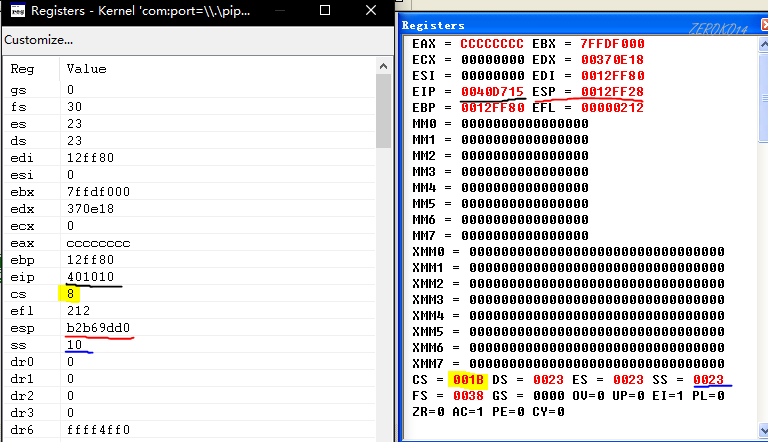 Registers - Kernel 'com:port=\\.\pip...
Customize...
Reg Value
gs 0
fs 30
es 23
ds 23
edi 12ff80
esi 0
ebx 7ffdf000
edx 370e18
ecx 0
eax cccccccc
ebp 12ff80
eip 401010
cs 8
efl 212
esp b2b69dd0
ss 10
dr0 0
dr1 0
dr2 0
dr3 0
dr6 ffff4ff0
Registers
ZEROKO14
EAX = CCCCCCCC EBX = 7FFDF000
ECX = 00000000 EDX = 00370E18
ESI = 00000000 EDI = 0012FF80
EIP = 0040D715 ESP = 0012FF28
EBP = 0012FF80 EFL = 00000212
MM0 = 0000000000000000
MM1 = 0000000000000000
MM2 = 0000000000000000
MM3 = 0000000000000000
MM4 = 0000000000000000
MM5 = 0000000000000000
MM6 = 0000000000000000
MM7 = 0000000000000000
XMM0 = 00000000000000000000000000000000
XMM1 = 00000000000000000000000000000000
XMM2 = 00000000000000000000000000000000
XMM3 = 00000000000000000000000000000000
XMM4 = 00000000000000000000000000000000
XMM5 = 00000000000000000000000000000000
XMM6 = 00000000000000000000000000000000
XMM7 = 00000000000000000000000000000000
CS = 001B DS = 0023 ES = 0023 SS = 0023
FS = 0038 GS = 0000 OV=0 UP=0 EI=1 PL=0
ZR=0 AC=1 PE=0 CY=0